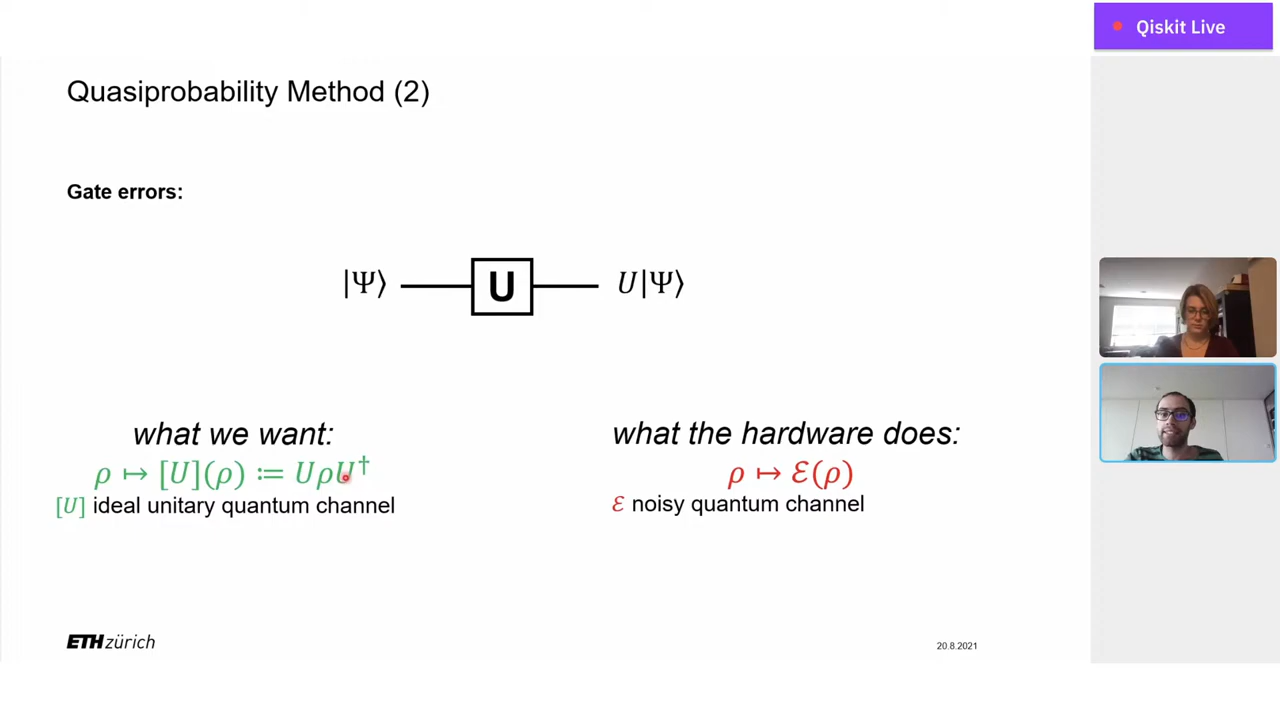 Qiskit Live
Quasiprobability Method (2)
Gate errors:
|Ψ⟩ U U|Ψ⟩
what we want: what the hardware does:
ρ ↦ [U](ρ) ≔ UρU† ρ ↦ ℰ(ρ)
[U] ideal unitary quantum channel ℰ noisy quantum channel
ETH zürich 20.8.2021